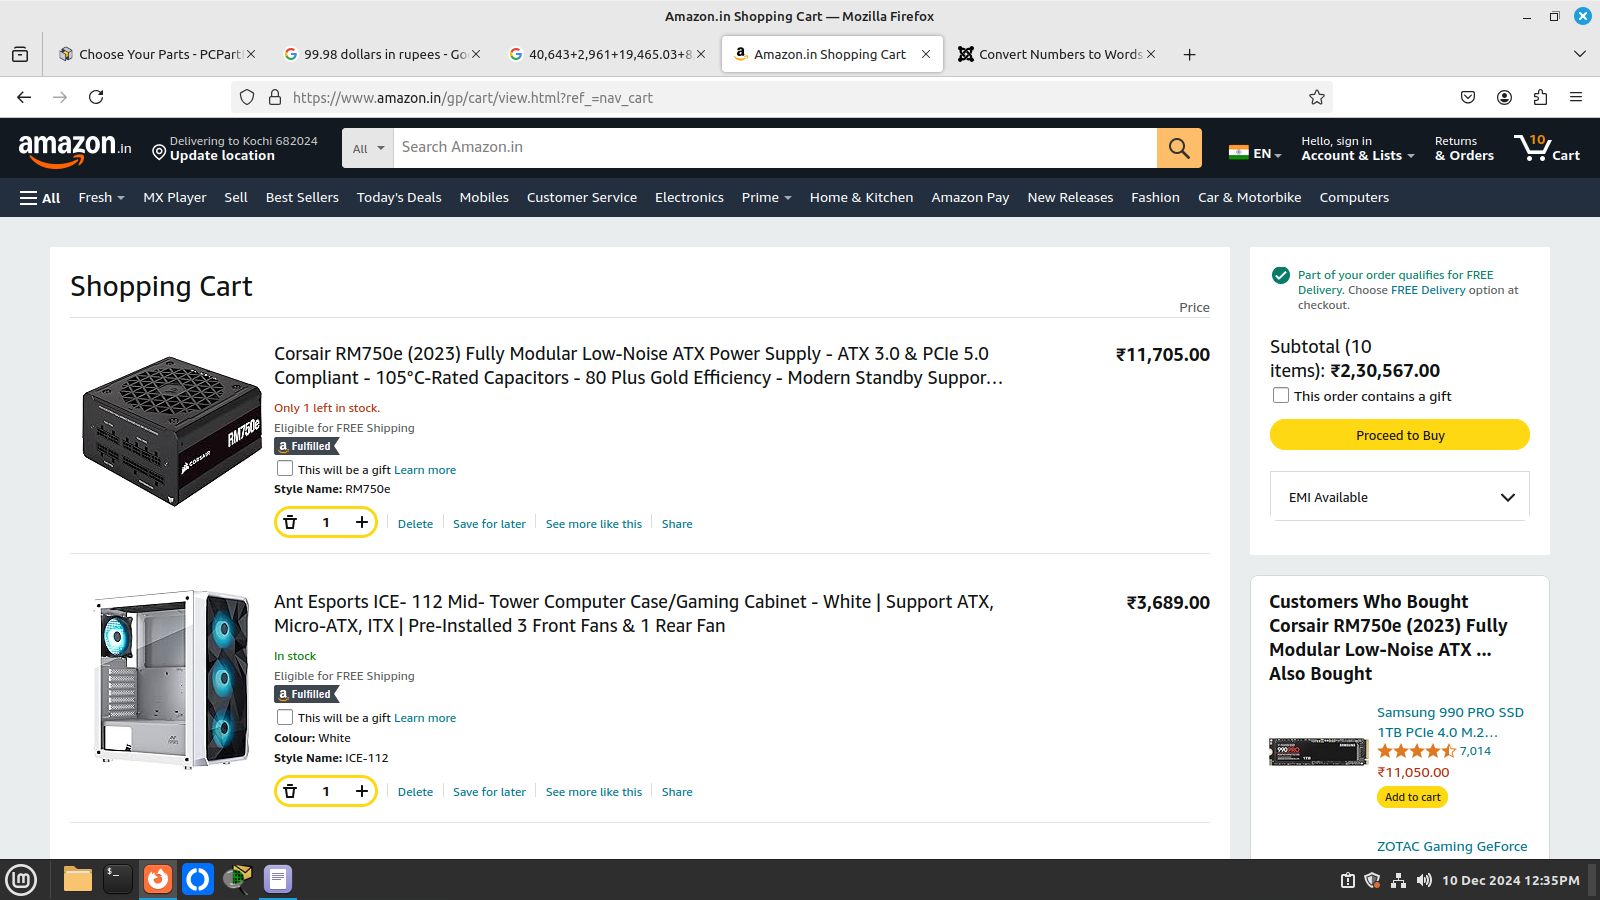 Amazon.in Shopping Cart — Mozilla Firefox
Choose Your Parts - PCPart
99.98 dollars in rupees - Go
40,643+2,961+19,465.03+8
Amazon.in Shopping Cart
Convert Numbers to Words
https://www.amazon.in/gp/cart/view.html?ref_=nav_cart
amazon.in
Delivering to Kochi 682024
Update location
All
Search Amazon.in
EN
Hello, sign in
Account & Lists
Returns
& Orders
10
Cart
All
Fresh
MX Player
Sell
Best Sellers
Today's Deals
Mobiles
Customer Service
Electronics
Prime
Home & Kitchen
Amazon Pay
New Releases
Fashion
Car & Motorbike
Computers
Shopping Cart
Price
Corsair RM750e (2023) Fully Modular Low-Noise ATX Power Supply - ATX 3.0 & PCIe 5.0
Compliant - 105°C-Rated Capacitors - 80 Plus Gold Efficiency - Modern Standby Suppor…
₹11,705.00
Only 1 left in stock.
Eligible for FREE Shipping
a Fulfilled
This will be a gift Learn more
Style Name: RM750e
1
Delete
Save for later
See more like this
Share
RM750e
CORSAIR
Ant Esports ICE- 112 Mid- Tower Computer Case/Gaming Cabinet - White | Support ATX,
Micro-ATX, ITX | Pre-Installed 3 Front Fans & 1 Rear Fan
₹3,689.00
In stock
Eligible for FREE Shipping
a Fulfilled
This will be a gift Learn more
Colour: White
Style Name: ICE-112
1
Delete
Save for later
See more like this
Share
Part of your order qualifies for FREE
Delivery. Choose FREE Delivery option at
checkout.
Subtotal (10
items): ₹2,30,567.00
This order contains a gift
Proceed to Buy
EMI Available
Customers Who Bought
Corsair RM750e (2023) Fully
Modular Low-Noise ATX ...
Also Bought
Samsung 990 PRO SSD
1TB PCIe 4.0 M.2…
7,014
₹11,050.00
Add to cart
ZOTAC Gaming GeForce
10 Dec 2024 12:35PM